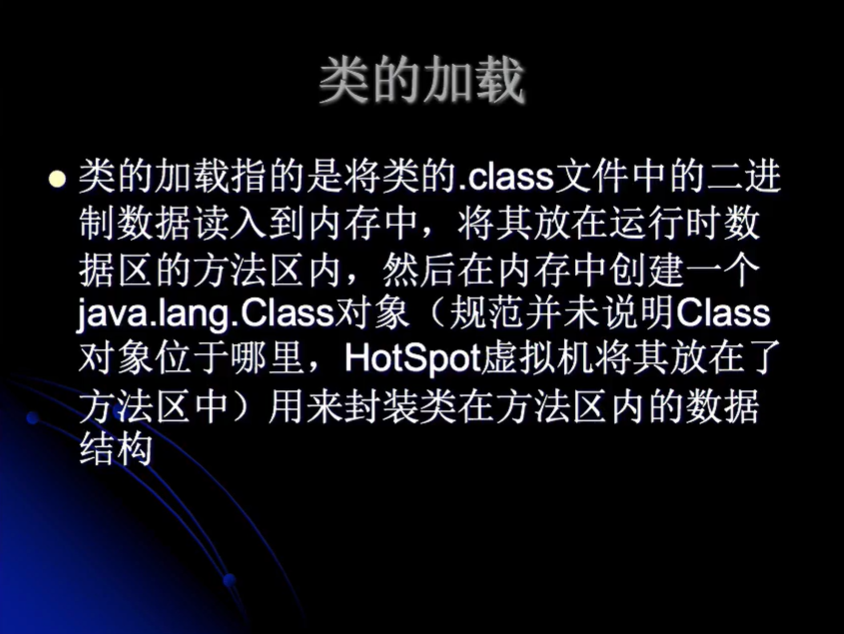 类的加载
类的加载指的是将类的.class文件中的二进
制数据读入到内存中，将其放在运行时数
据区的方法区内，然后在内存中创建一个
java.lang.Class对象（规范并未说明Class
对象位于哪里，HotSpot虚拟机将其放在了
方法区中）用来封装类在方法区内的数据
结构